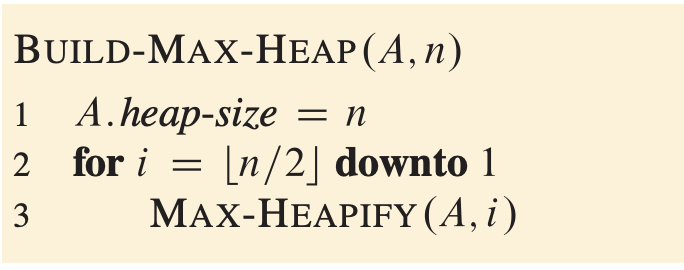 BUILD-MAX-HEAP(A, n)
1 A.heap-size = n
2 for i = ⌊n/2⌋ downto 1
3 MAX-HEAPIFY(A, i)